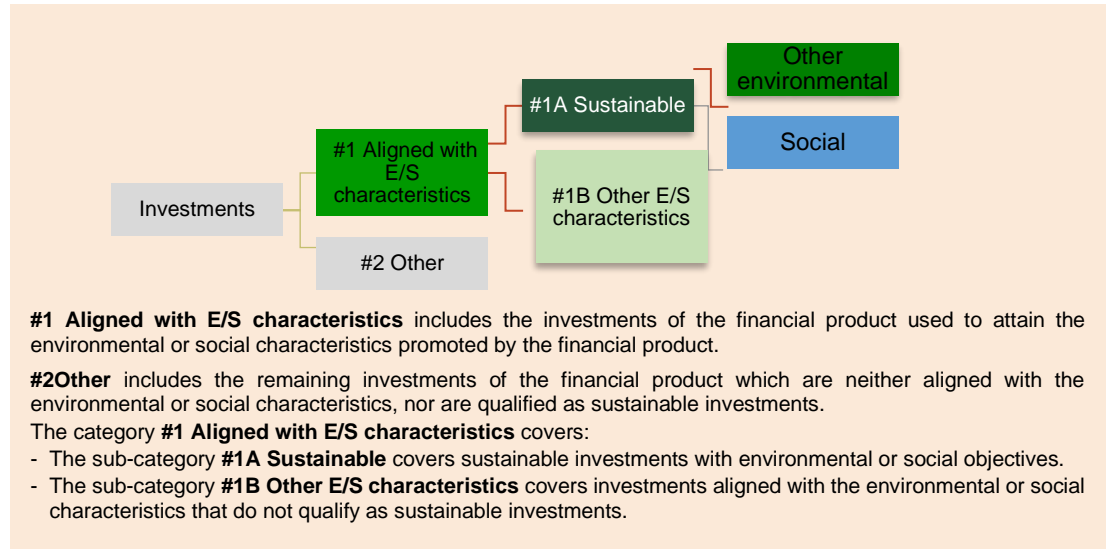 Other
environmental
#1A Sustainable
Social
#1 Aligned with
E/S
characteristics
#1B Other E/S
characteristics
Investments
#2 Other
#1 Aligned with E/S characteristics includes the investments of the financial product used to attain the
environmental or social characteristics promoted by the financial product.
#2Other includes the remaining investments of the financial product which are neither aligned with the
environmental or social characteristics, nor are qualified as sustainable investments.
The category #1 Aligned with E/S characteristics covers:
- The sub-category #1A Sustainable covers sustainable investments with environmental or social objectives.
- The sub-category #1B Other E/S characteristics covers investments aligned with the environmental or social
characteristics that do not qualify as sustainable investments.